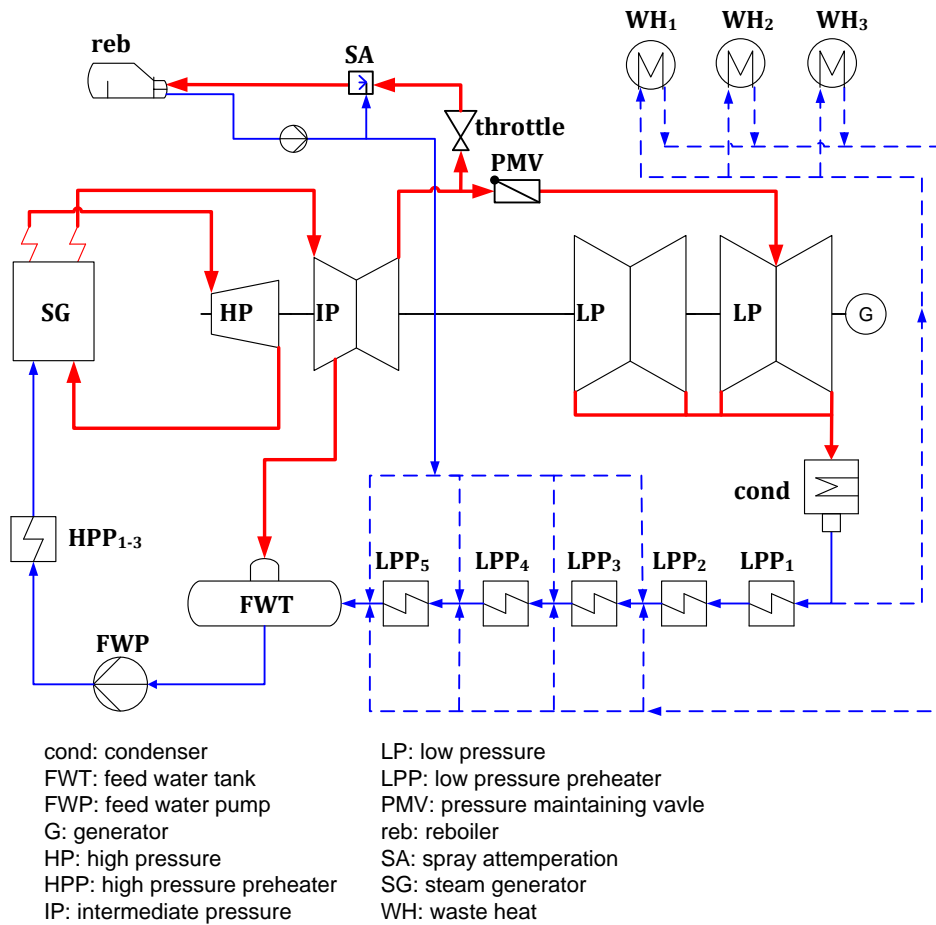 WH1
WH2
WH3
reb
SA
throttle
PMV
SG
HP
IP
LP
LP
G
cond
HPP1-3
LPP5
LPP4
LPP3
LPP2
LPP1
FWT
FWP
cond: condenser
FWT: feed water tank
FWP: feed water pump
G: generator
HP: high pressure
HPP: high pressure preheater
IP: intermediate pressure
LP: low pressure
LPP: low pressure preheater
PMV: pressure maintaining vavle
reb: reboiler
SA: spray attemperation
SG: steam generator
WH: waste heat